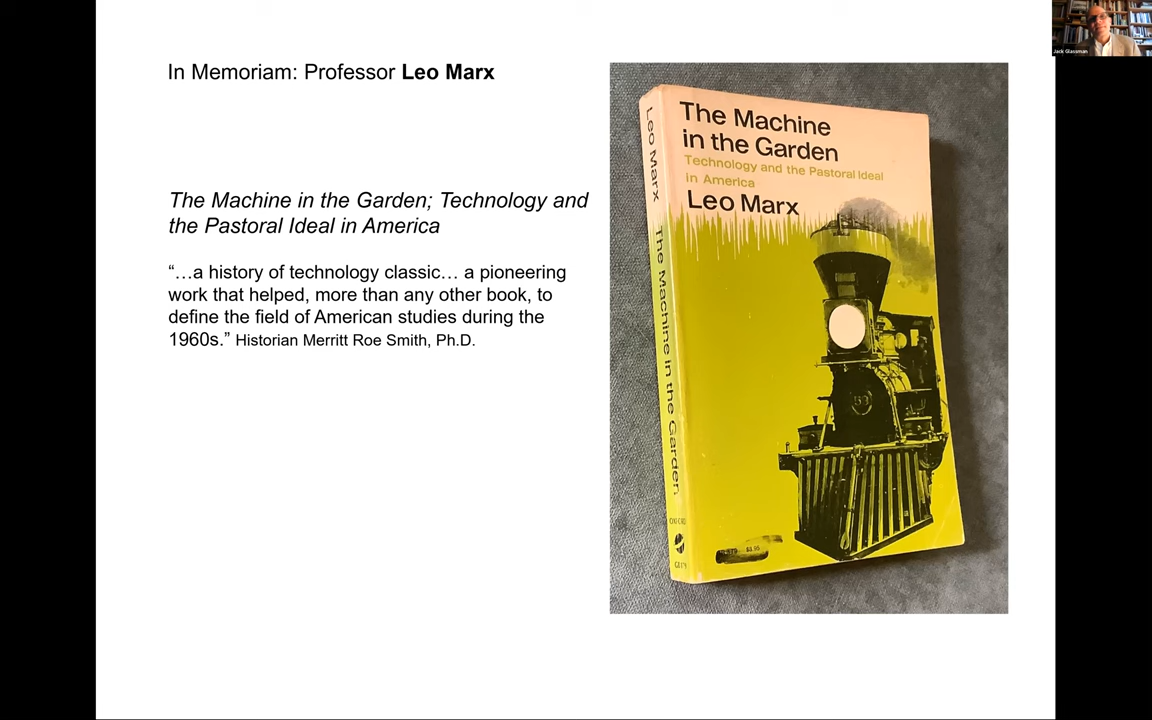 In Memoriam: Professor Leo Marx
The Machine in the Garden; Technology and
the Pastoral Ideal in America
“…a history of technology classic… a pioneering
work that helped, more than any other book, to
define the field of American studies during the
1960s.” Historian Merritt Roe Smith, Ph.D.
Leo Marx The Machine in the Garden
The Machine
in the Garden
Technology and the Pastoral Ideal
in America
Leo Marx
59
$3.95
Jack Glassman